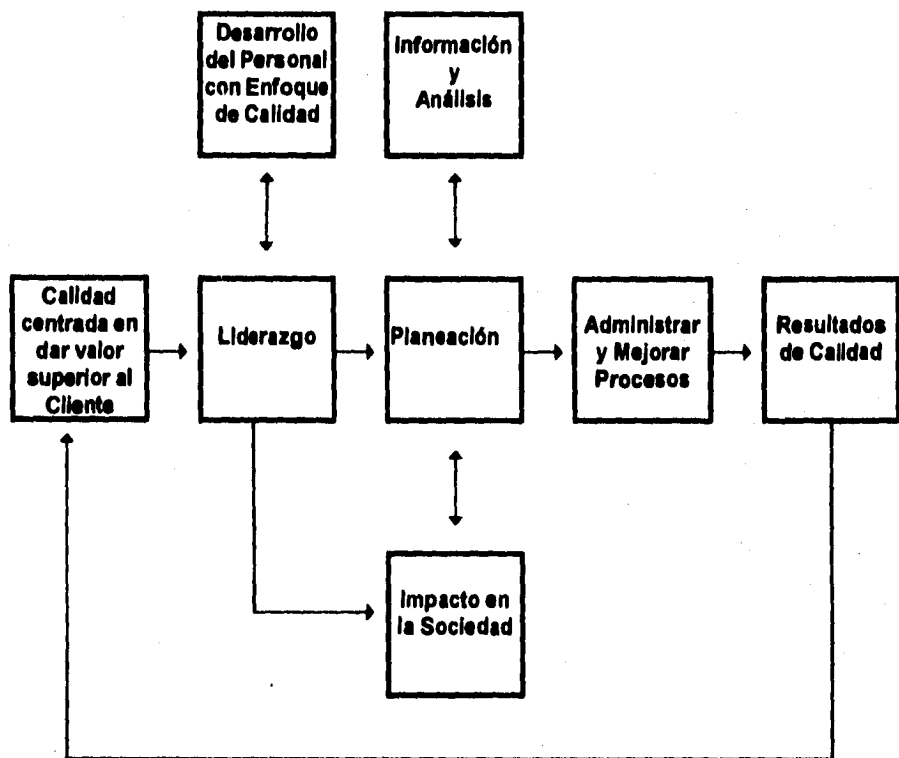 Desarrollo
del Personal
con Enfoque
de Calidad
Información
y
Análisis
Calidad
centrada en
dar valor
superior al
Cliente
Liderazgo
Planeación
Administrar
y Mejorar
Procesos
Resultados
de Calidad
Impacto en
la Sociedad